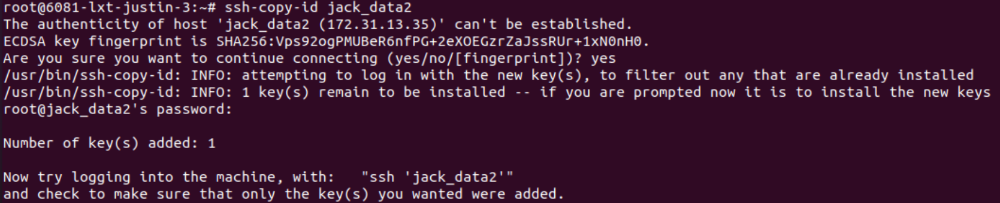 root@6081-lxt-justin-3:~# ssh-copy-id jack_data2
The authenticity of host 'jack_data2 (172.31.13.35)' can't be established.
ECDSA key fingerprint is SHA256:Vps92ogPMUBeR6nfPG+2eXOEGzrZaJssRUr+1xN0nH0.
Are you sure you want to continue connecting (yes/no/[fingerprint])? yes
/usr/bin/ssh-copy-id: INFO: attempting to log in with the new key(s), to filter out any that are already installed
/usr/bin/ssh-copy-id: INFO: 1 key(s) remain to be installed -- if you are prompted now it is to install the new keys
root@jack_data2's password:
Number of key(s) added: 1
Now try logging into the machine, with:   "ssh 'jack_data2'"
and check to make sure that only the key(s) you wanted were added.